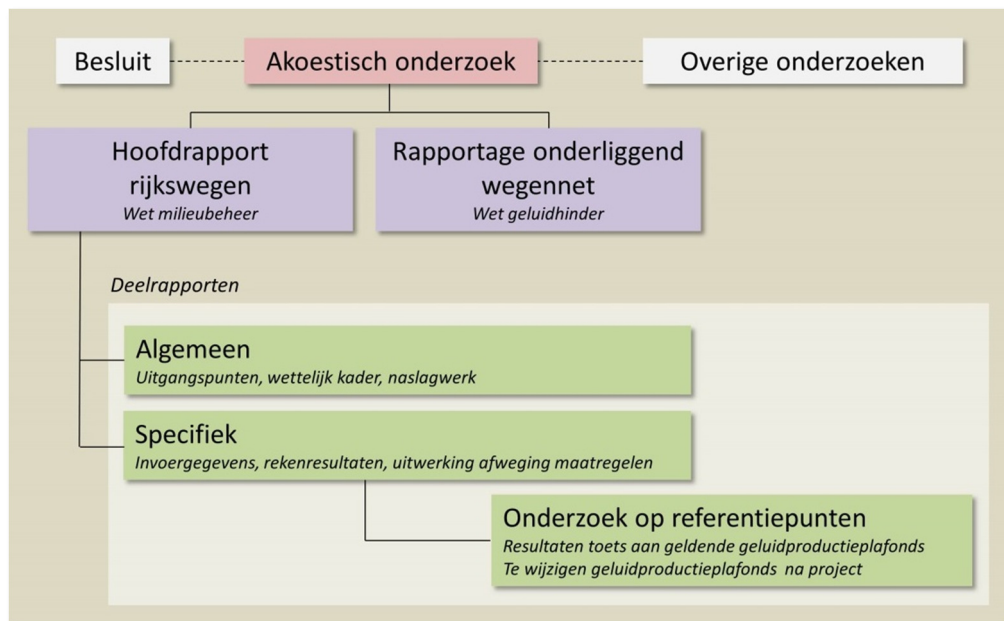 Besluit
Akoestisch onderzoek
Overige onderzoeken
Hoofdrapport
rijkswegen
Wet milieubeheer
Rapportage onderliggend
wegennet
Wet geluidhinder
Deelrapporten
Algemeen
Uitgangspunten, wettelijk kader, naslagwerk
Specifiek
Invoergegevens, rekenresultaten, uitwerking afweging maatregelen
Onderzoek op referentiepunten
Resultaten toets aan geldende geluidproductieplafonds
Te wijzigen geluidproductieplafonds na project